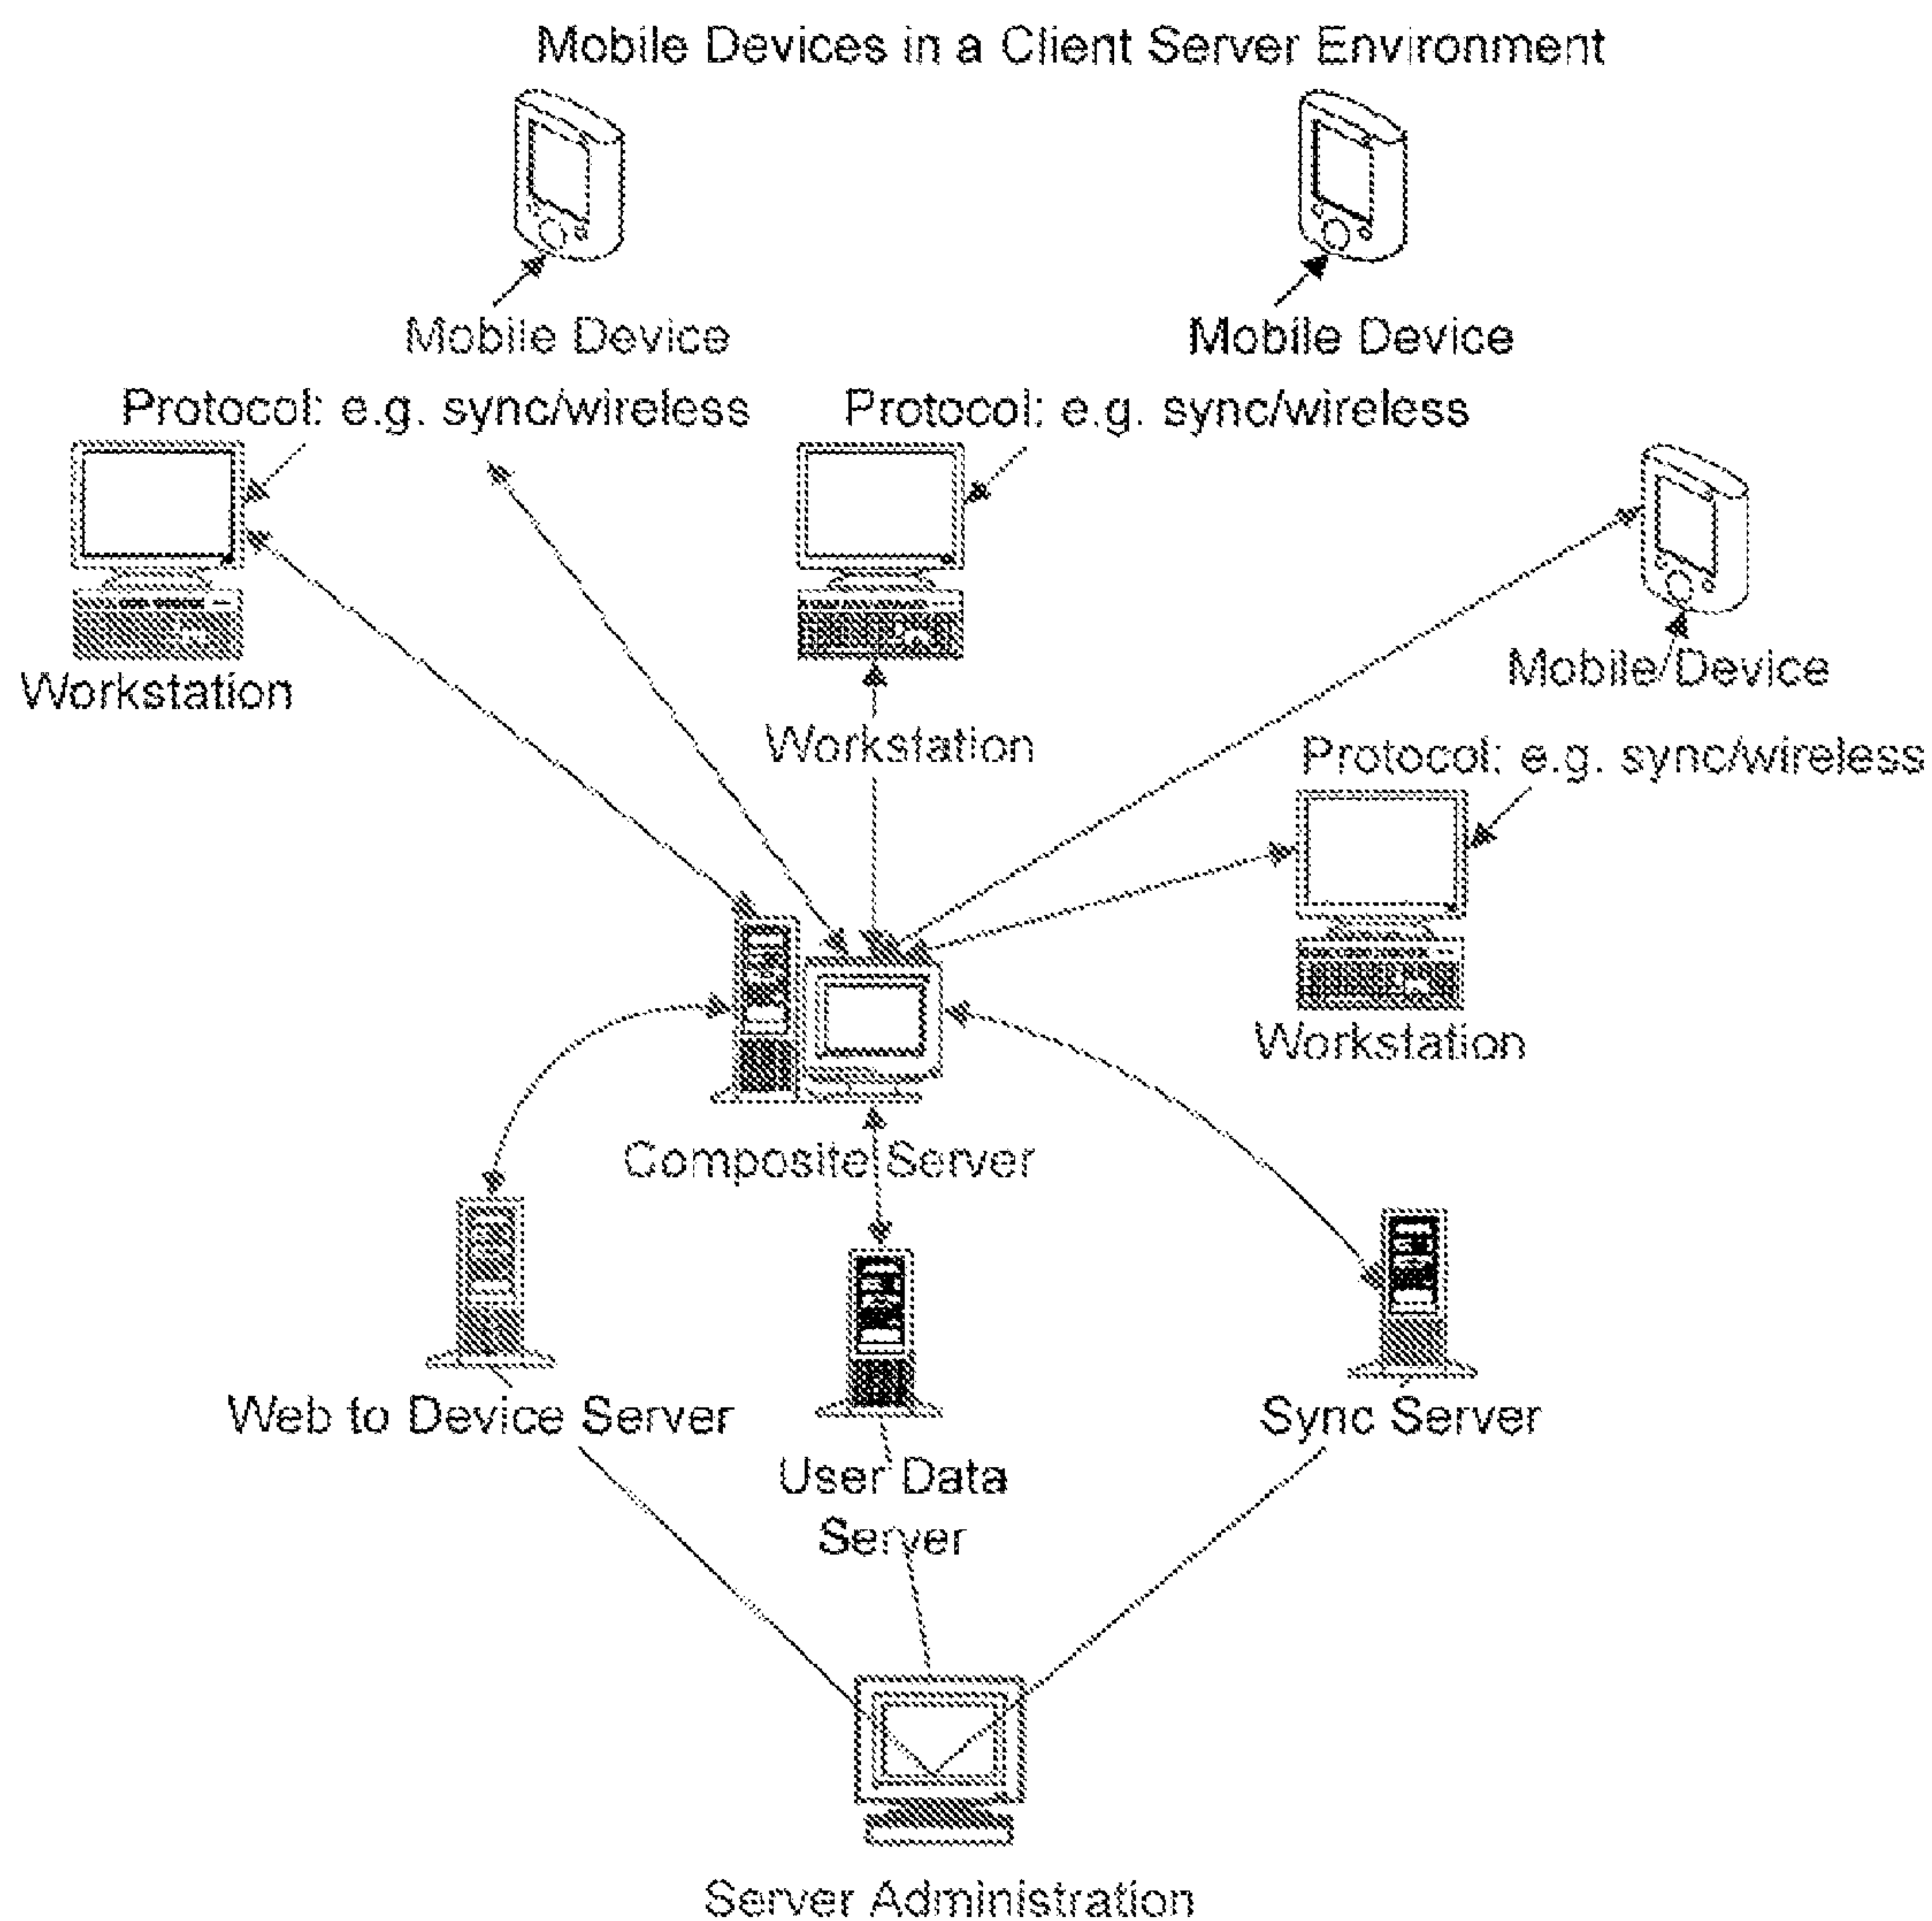 Mobile Devices in a Client Server Environment
Mobile Device
Mobile Device
Protocol: e.g. sync/wireless
Protocol: e.g. sync/wireless
Workstation
Workstation
Mobile Device
Protocol: e.g. sync/wireless
Workstation
Composite Server
Web to Device Server
User Data
Server
Sync Server
Server Administration